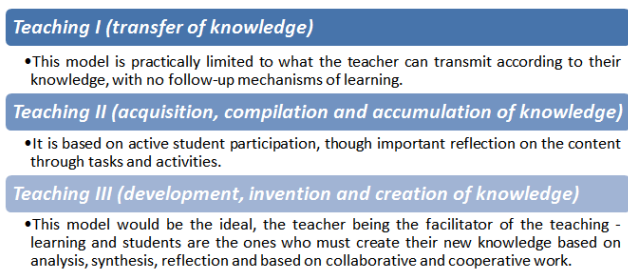 Teaching I (transfer of knowledge)
•This model is practically limited to what the teacher can transmit according to their
knowledge, with no follow-up mechanisms of learning.
Teaching II (acquisition, compilation and accumulation of knowledge)
•It is based on active student participation, though important reflection on the content
through tasks and activities.
Teaching III (development, invention and creation of knowledge)
•This model would be the ideal, the teacher being the facilitator of the teaching -
learning and students are the ones who must create their new knowledge based on
analysis, synthesis, reflection and based on collaborative and cooperative work.